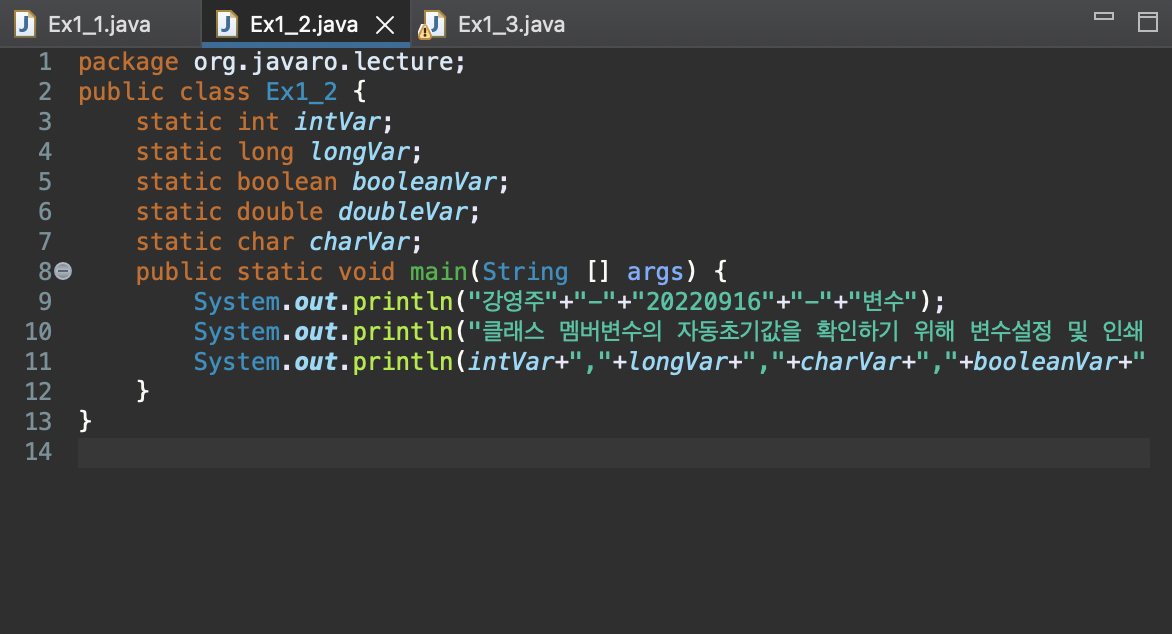 Ex1_1.java Ex1_2.java Ex1_3.java
1 package org.javaro.lecture;
2 public class Ex1_2 {
3 static int intVar;
4 static long longVar;
5 static boolean booleanVar;
6 static double doubleVar;
7 static char charVar;
8 public static void main(String [] args) {
9 System.out.println("강영주"+"-"+"20220916"+"-"+"변수");
10 System.out.println("클래스 멤버변수의 자동초기값을 확인하기 위해 변수설정 및 인쇄
11 System.out.println(intVar+","+longVar+","+charVar+","+booleanVar+"
12 }
13 }
14